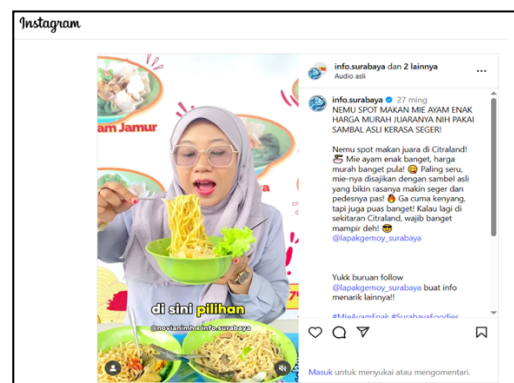 Instagram
info.surabaya dan 2 lainnya
Audio asli
info.surabaya 27 ming
NEMU SPOT MAKAN MIE AYAM ENAK
HARGA MURAH JUARANYA NIH PAKAI
SAMBAL ASLI KERASA SEGER!
Nemu spot makan juara di Citraland!
🍜 Mie ayam enak banget, harga
murah banget pula! 😋 Paling seru,
mie-nya disajikan dengan sambel asli
yang bikin rasanya makin seger dan
pedesnya pas! 🔥 Ga cuma kenyang,
tapi juga puas banget! Kalau lagi di
sekitaran Citraland, wajib banget
mampir deh! 😎
@lapakgemoy_surabaya
Yukk buruan follow
@lapakgemoy_surabaya buat info
menarik lainnya!!
#MieAyamEnak #SurabayaFoodies
Masuk untuk menyukai atau mengomentari.
am Jamur
di sini pilihan
@novianimh x info.surabaya